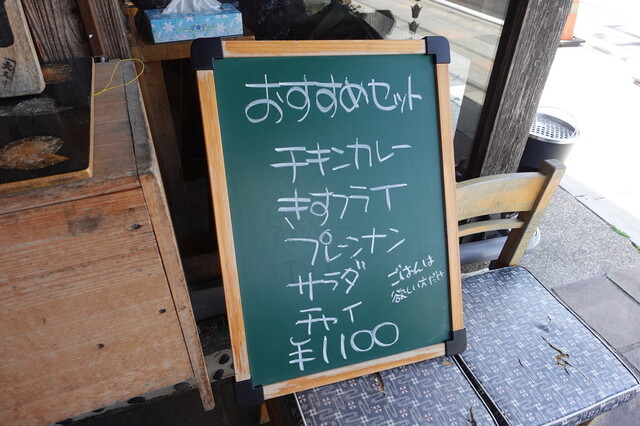 おすすめセット
チキンカレー
きすフライ
プレーンナン
サラダ
チャイ
¥1100
ごはんは
欲しい方だけ